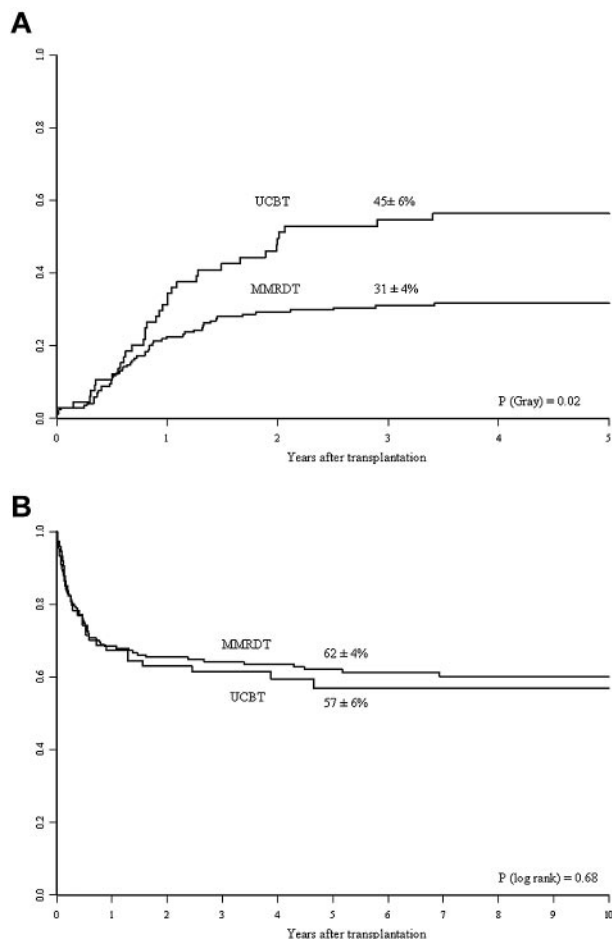 A
1.0
0.8
0.6
0.4
0.2
0.0
UCBT
45± 6%
MMRDT
31 ± 4%
P (Gray) = 0.02
0 1 2 3 4 5
Years after transplantation
B
1.0
0.8
0.6
0.4
0.2
0.0
MMRDT
62 ± 4%
UCBT
57 ± 6%
P (log rank) = 0.68
0 1 2 3 4 5 6 7 8 9 10
Years after transplantation